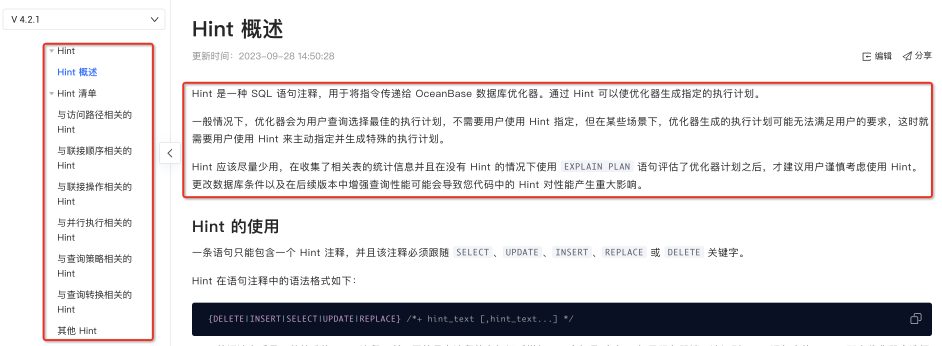 V 4.2.1
Hint
Hint 概述
Hint 清单
与访问路径相关的
Hint
与联接顺序相关的
Hint
与联接操作相关的
Hint
与并行执行相关的
Hint
与查询策略相关的
Hint
与查询转换相关的
Hint
其他 Hint
Hint 概述
更新时间：2023-09-28 14:50:28
编辑
分享
Hint 是一种 SQL 语句注释，用于将指令传递给 OceanBase 数据库优化器。通过 Hint 可以使优化器生成指定的执行计划。
一般情况下，优化器会为用户查询选择最佳的执行计划，不需要用户使用 Hint 指定，但在某些场景下，优化器生成的执行计划可能无法满足用户的要求，这时就
需要用户使用 Hint 来主动指定并生成特殊的执行计划。
Hint 应该尽量少用，在收集了相关表的统计信息并且在没有 Hint 的情况下使用 EXPLAIN PLAN 语句评估了优化器计划之后，才建议用户谨慎考虑使用 Hint。
更改数据库条件以及在后续版本中增强查询性能可能会导致您代码中的 Hint 对性能产生重大影响。
Hint 的使用
一条语句只能包含一个 Hint 注释，并且该注释必须跟随 SELECT、UPDATE、INSERT、REPLACE 或 DELETE 关键字。
Hint 在语句注释中的语法格式如下：
{DELETE|INSERT|SELECT|UPDATE|REPLACE} /*+ hint_text [,hint_text...] */